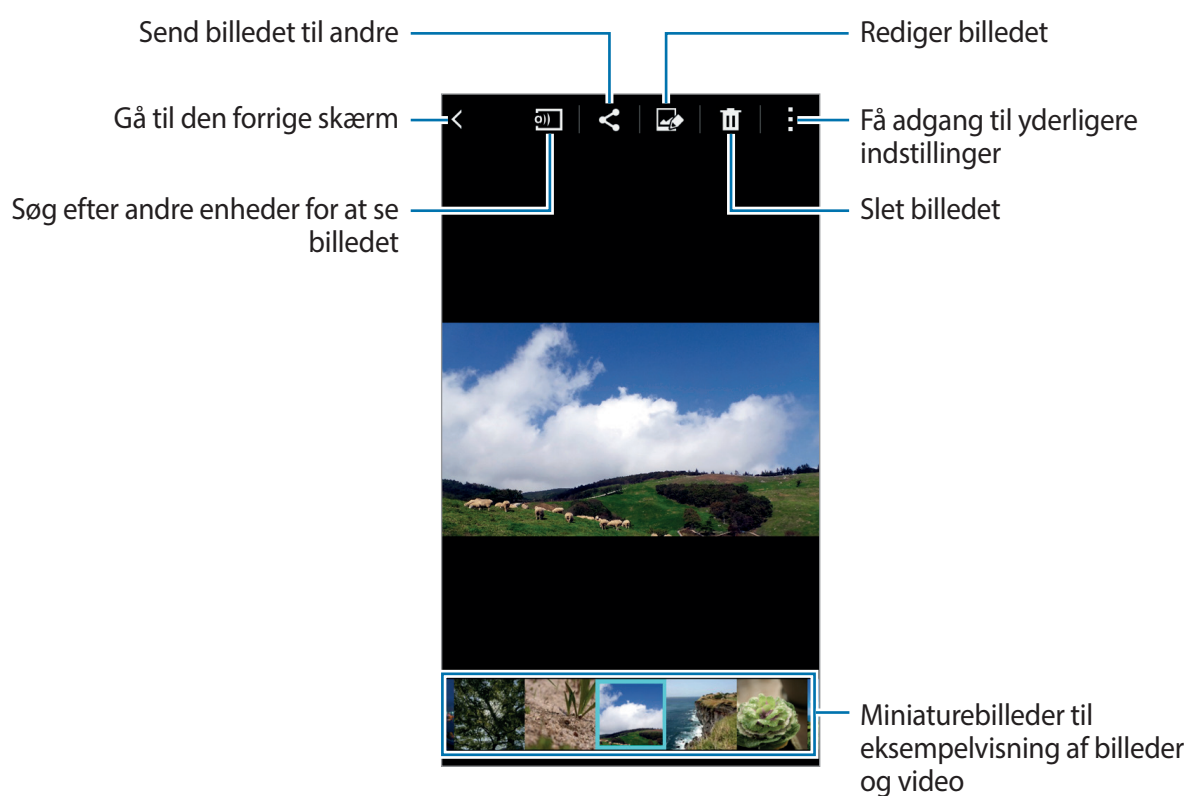 Send billedet til andre
Rediger billedet
Gå til den forrige skærm
Få adgang til yderligere
indstillinger
Søg efter andre enheder for at se
billedet
Slet billedet
Miniaturebilleder til
eksempelvisning af billeder
og video